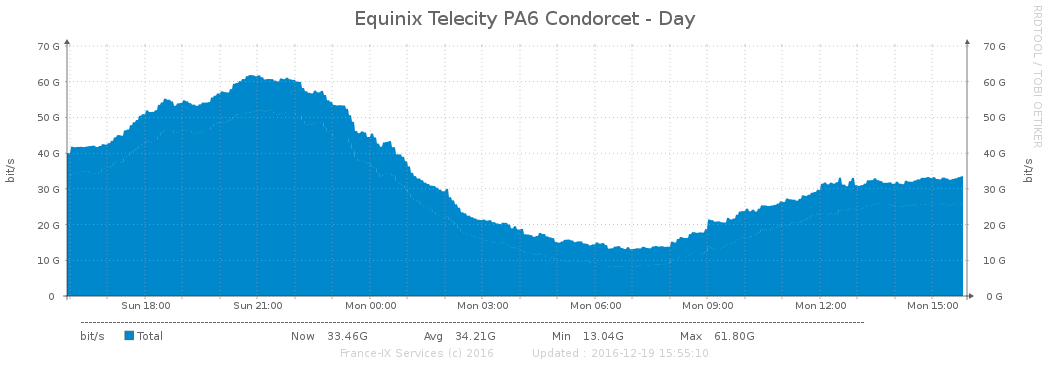 Equinix Telecity PA6 Condorcet - Day
RRDTOOL / TOBI OETIKER
bit/s
bit/s
70 G 70 G
60 G 60 G
50 G 50 G
40 G 40 G
30 G 30 G
20 G 20 G
10 G 10 G
0 0 G
Sun 18:00 Sun 21:00 Mon 00:00 Mon 03:00 Mon 06:00 Mon 09:00 Mon 12:00 Mon 15:00
bit/s Total Now 33.46G Avg 34.21G Min 13.04G Max 61.80G
France-IX Services (c) 2016 Updated : 2016-12-19 15:55:10